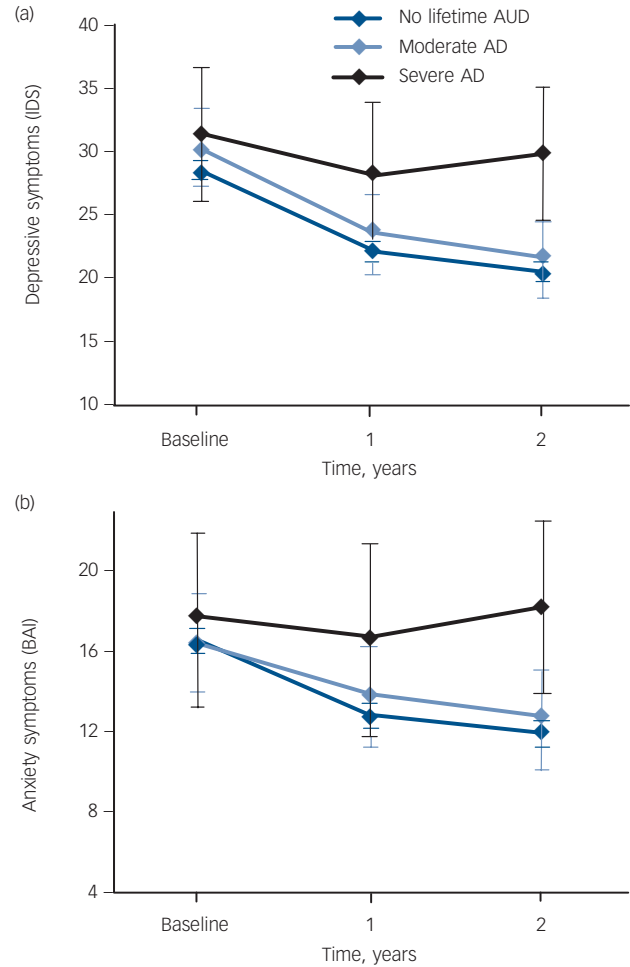 (a)
No lifetime AUD
Moderate AD
Severe AD
Depressive symptoms (IDS)
40
35
30
25
20
15
10
Baseline
1
2
Time, years
(b)
Anxiety symptoms (BAI)
20
16
12
8
4
Baseline
1
2
Time, years